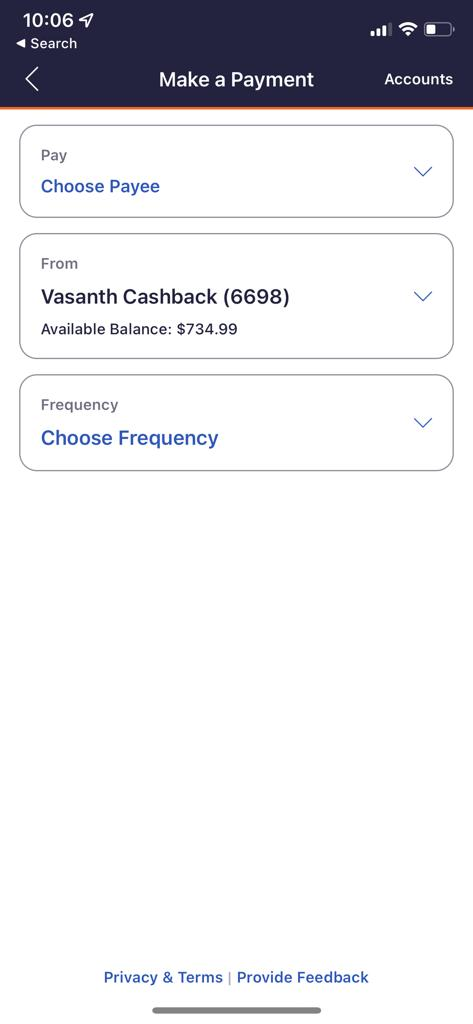 10:06
◀ Search
Make a Payment
Accounts
Pay
Choose Payee
From
Vasanth Cashback (6698)
Available Balance: $734.99
Frequency
Choose Frequency
Privacy & Terms | Provide Feedback